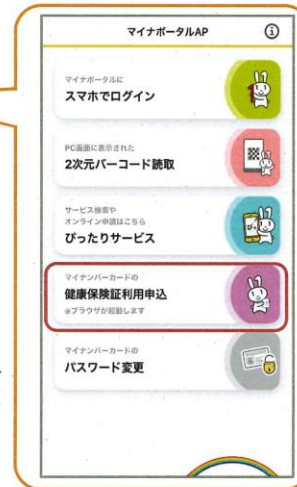 マイナポータルAP
マイナポータルに
スマホでログイン
PC画面に表示された
2次元バーコード読取
サービス検索や
オンライン申請はこちら
ぴったりサービス
マイナンバーカードの
健康保険証利用申込
※ブラウザが起動します
マイナンバーカードの
パスワード変更